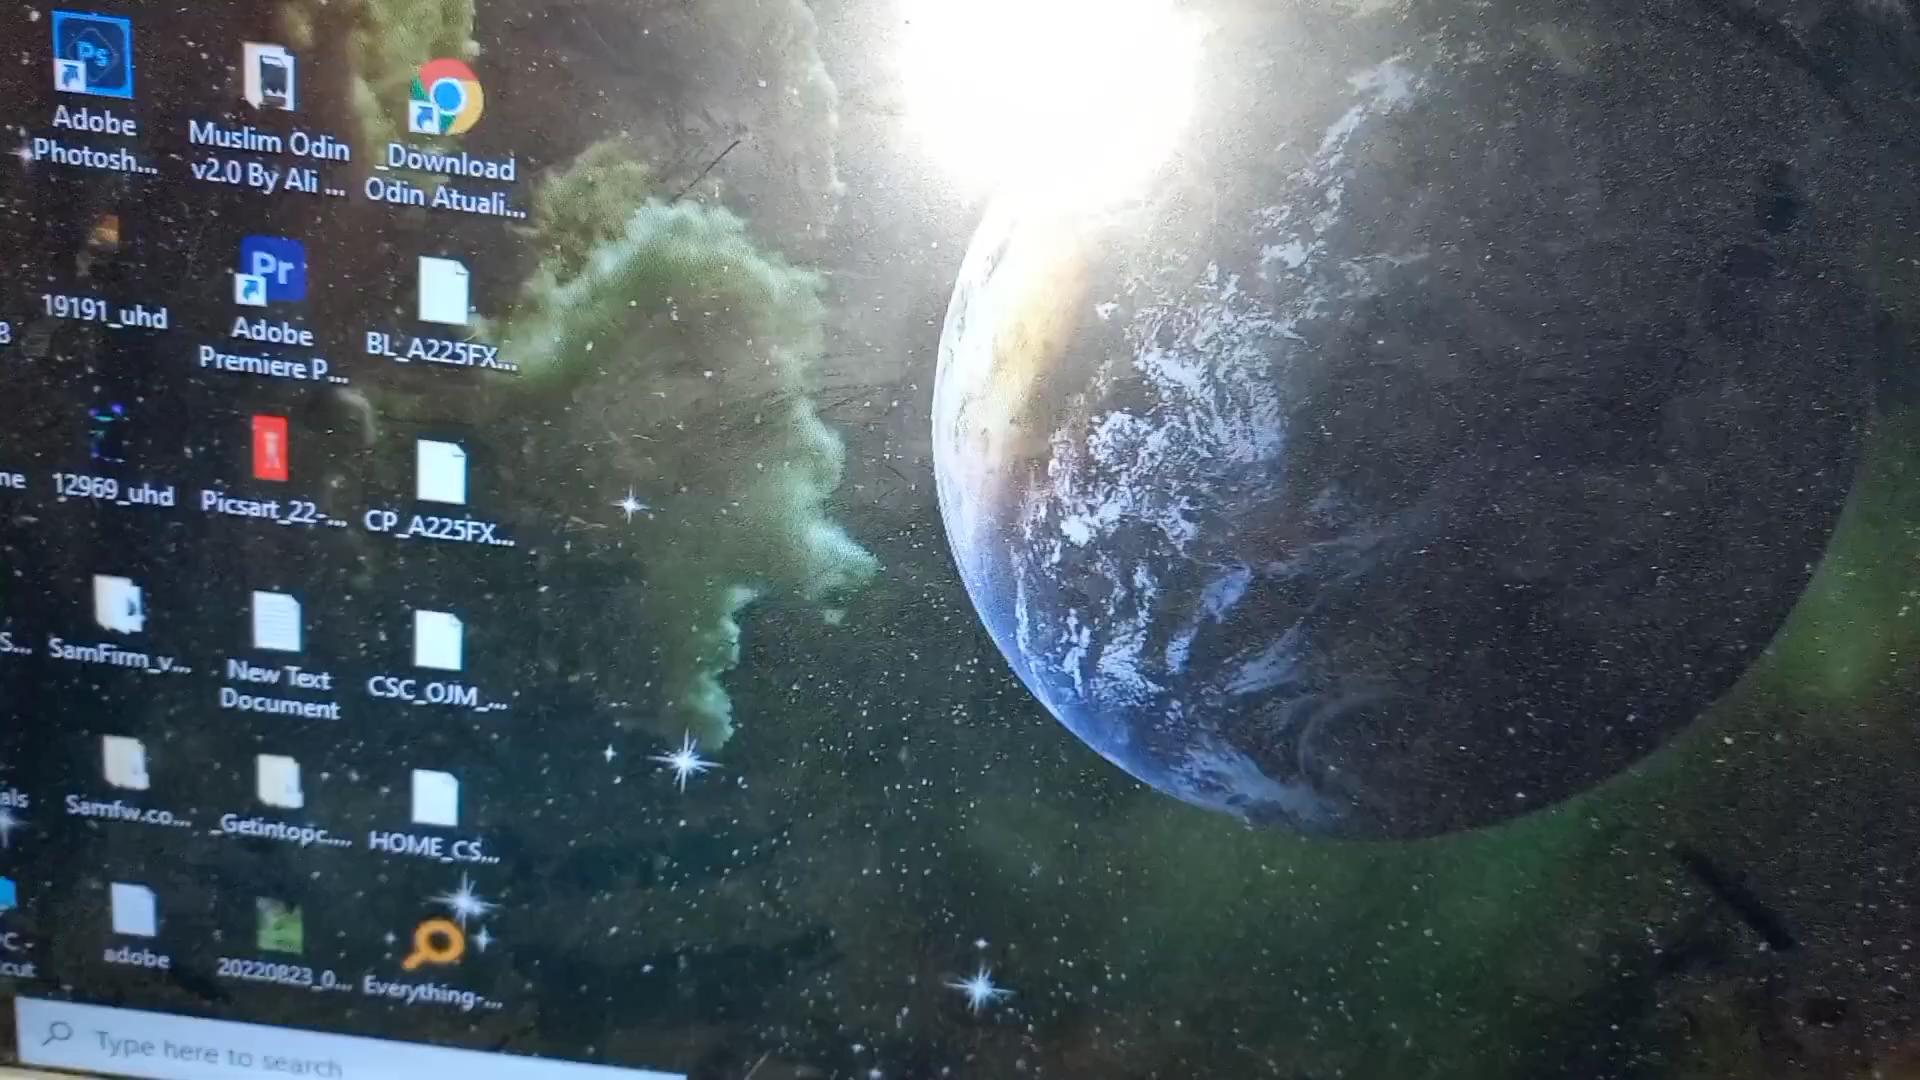 Ps
Adobe
Photosh...
Muslim Odin
v2.0 By Ali ...
_Download
Odin Atuali...
19191_uhd
Pr
Adobe
Premiere P...
BL_A225FX...
12969_uhd
Picsart_22-...
CP_A225FX...
SamFirm_v...
New Text
Document
CSC_OJM_...
Samfw.co...
_Getintopc....
HOME_CS...
adobe
20220823_0...
Everything-...
Type here to search